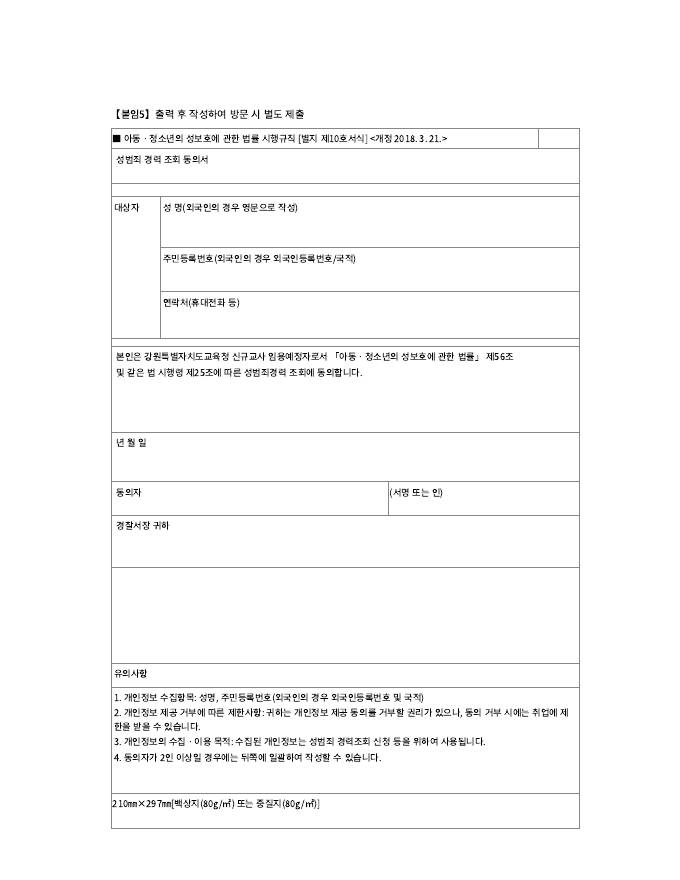 【붙임5】 출력 후 작성하여 방문 시 별도 제출
■ 아동ㆍ청소년의 성보호에 관한 법률 시행규칙 [별지 제10호서식] <개정 2018. 3. 21.>
성범죄 경력 조회 동의서
대상자
성 명(외국인의 경우 영문으로 작성)
주민등록번호(외국인의 경우 외국인등록번호/국적)
연락처(휴대전화 등)
본인은 강원특별자치도교육청 신규교사 임용예정자로서 「아동ㆍ청소년의 성보호에 관한 법률」 제56조
및 같은 법 시행령 제25조에 따른 성범죄경력 조회에 동의합니다.
년 월 일
동의자
(서명 또는 인)
경찰서장 귀하
유의사항
1. 개인정보 수집항목: 성명, 주민등록번호(외국인의 경우 외국인등록번호 및 국적)
2. 개인정보 제공 거부에 따른 제한사항: 귀하는 개인정보 제공 동의를 거부할 권리가 있으나, 동의 거부 시에는 취업에 제
한을 받을 수 있습니다.
3. 개인정보의 수집ㆍ이용 목적: 수집된 개인정보는 성범죄 경력조회 신청 등을 위하여 사용됩니다.
4. 동의자가 2인 이상일 경우에는 뒤쪽에 일괄하여 작성할 수 있습니다.
210㎜×297㎜[백상지(80g/㎡) 또는 중질지(80g/㎡)]